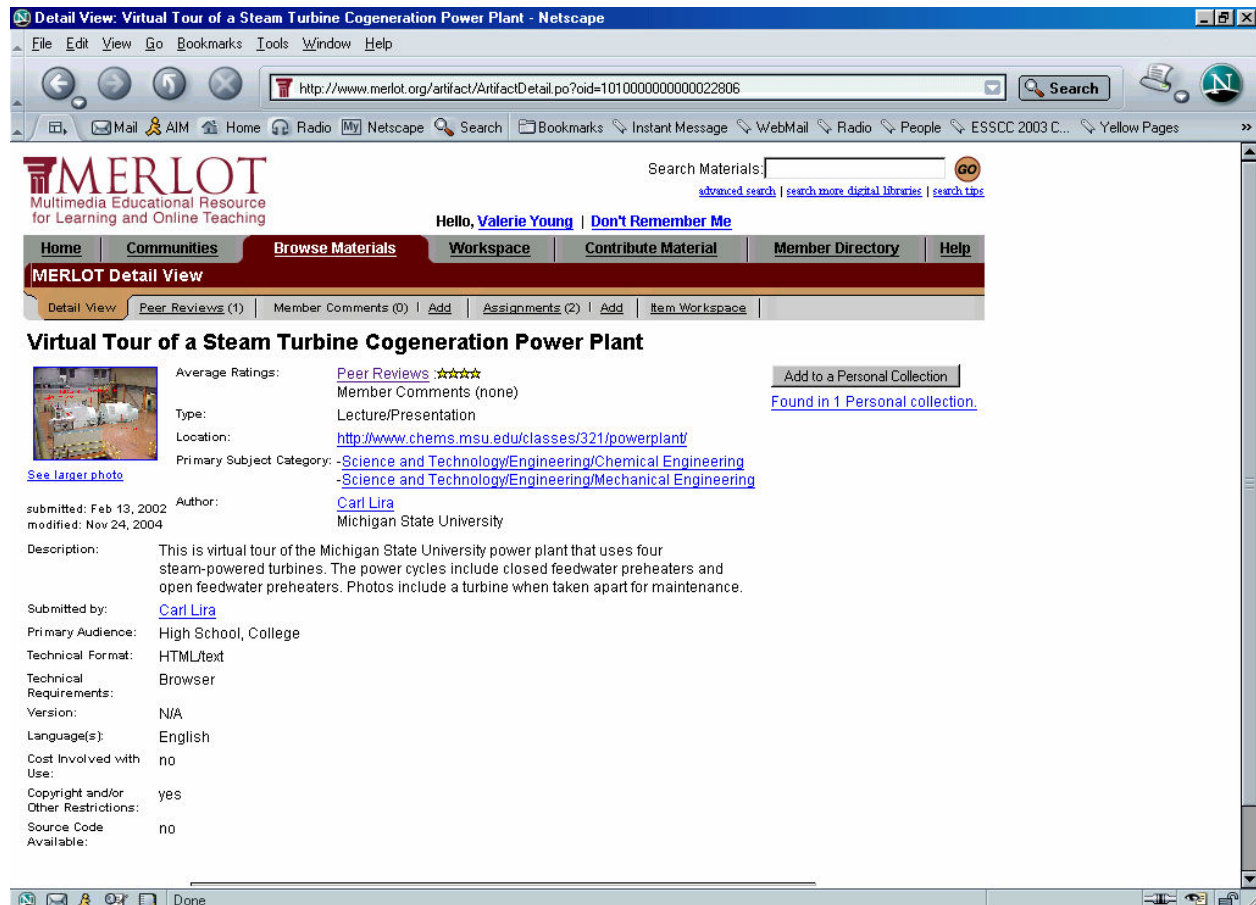 Detail View: Virtual Tour of a Steam Turbine Cogeneration Power Plant - Netscape
File Edit View Go Bookmarks Tools Window Help
http://www.merlot.org/artifact/ArtifactDetail.po?oid=1010000000000022806
Search
N
Mail AIM Home Radio My Netscape Search Bookmarks Instant Message WebMail Radio People ESSCC 2003 C... Yellow Pages »
MERLOT
Multimedia Educational Resource
for Learning and Online Teaching
Search Materials: GO
advanced search | search more digital libraries | search tips
Hello, Valerie Young | Don't Remember Me
Home Communities Browse Materials Workspace Contribute Material Member Directory Help
MERLOT Detail View
Detail View Peer Reviews (1) Member Comments (0) | Add Assignments (2) | Add Item Workspace
Virtual Tour of a Steam Turbine Cogeneration Power Plant
Average Ratings: Peer Reviews :
Member Comments (none)
Add to a Personal Collection
Found in 1 Personal collection.
Type: Lecture/Presentation
Location: http://www.chems.msu.edu/classes/321/powerplant/
Primary Subject Category: -Science and Technology/Engineering/Chemical Engineering
-Science and Technology/Engineering/Mechanical Engineering
See larger photo
Author: Carl Lira
Michigan State University
submitted: Feb 13, 2002
modified: Nov 24, 2004
Description: This is virtual tour of the Michigan State University power plant that uses four
steam-powered turbines. The power cycles include closed feedwater preheaters and
open feedwater preheaters. Photos include a turbine when taken apart for maintenance.
Submitted by: Carl Lira
Primary Audience: High School, College
Technical Format: HTML/text
Technical Requirements: Browser
Version: N/A
Language(s): English
Cost Involved with Use: no
Copyright and/or Other Restrictions: yes
Source Code Available: no
Done